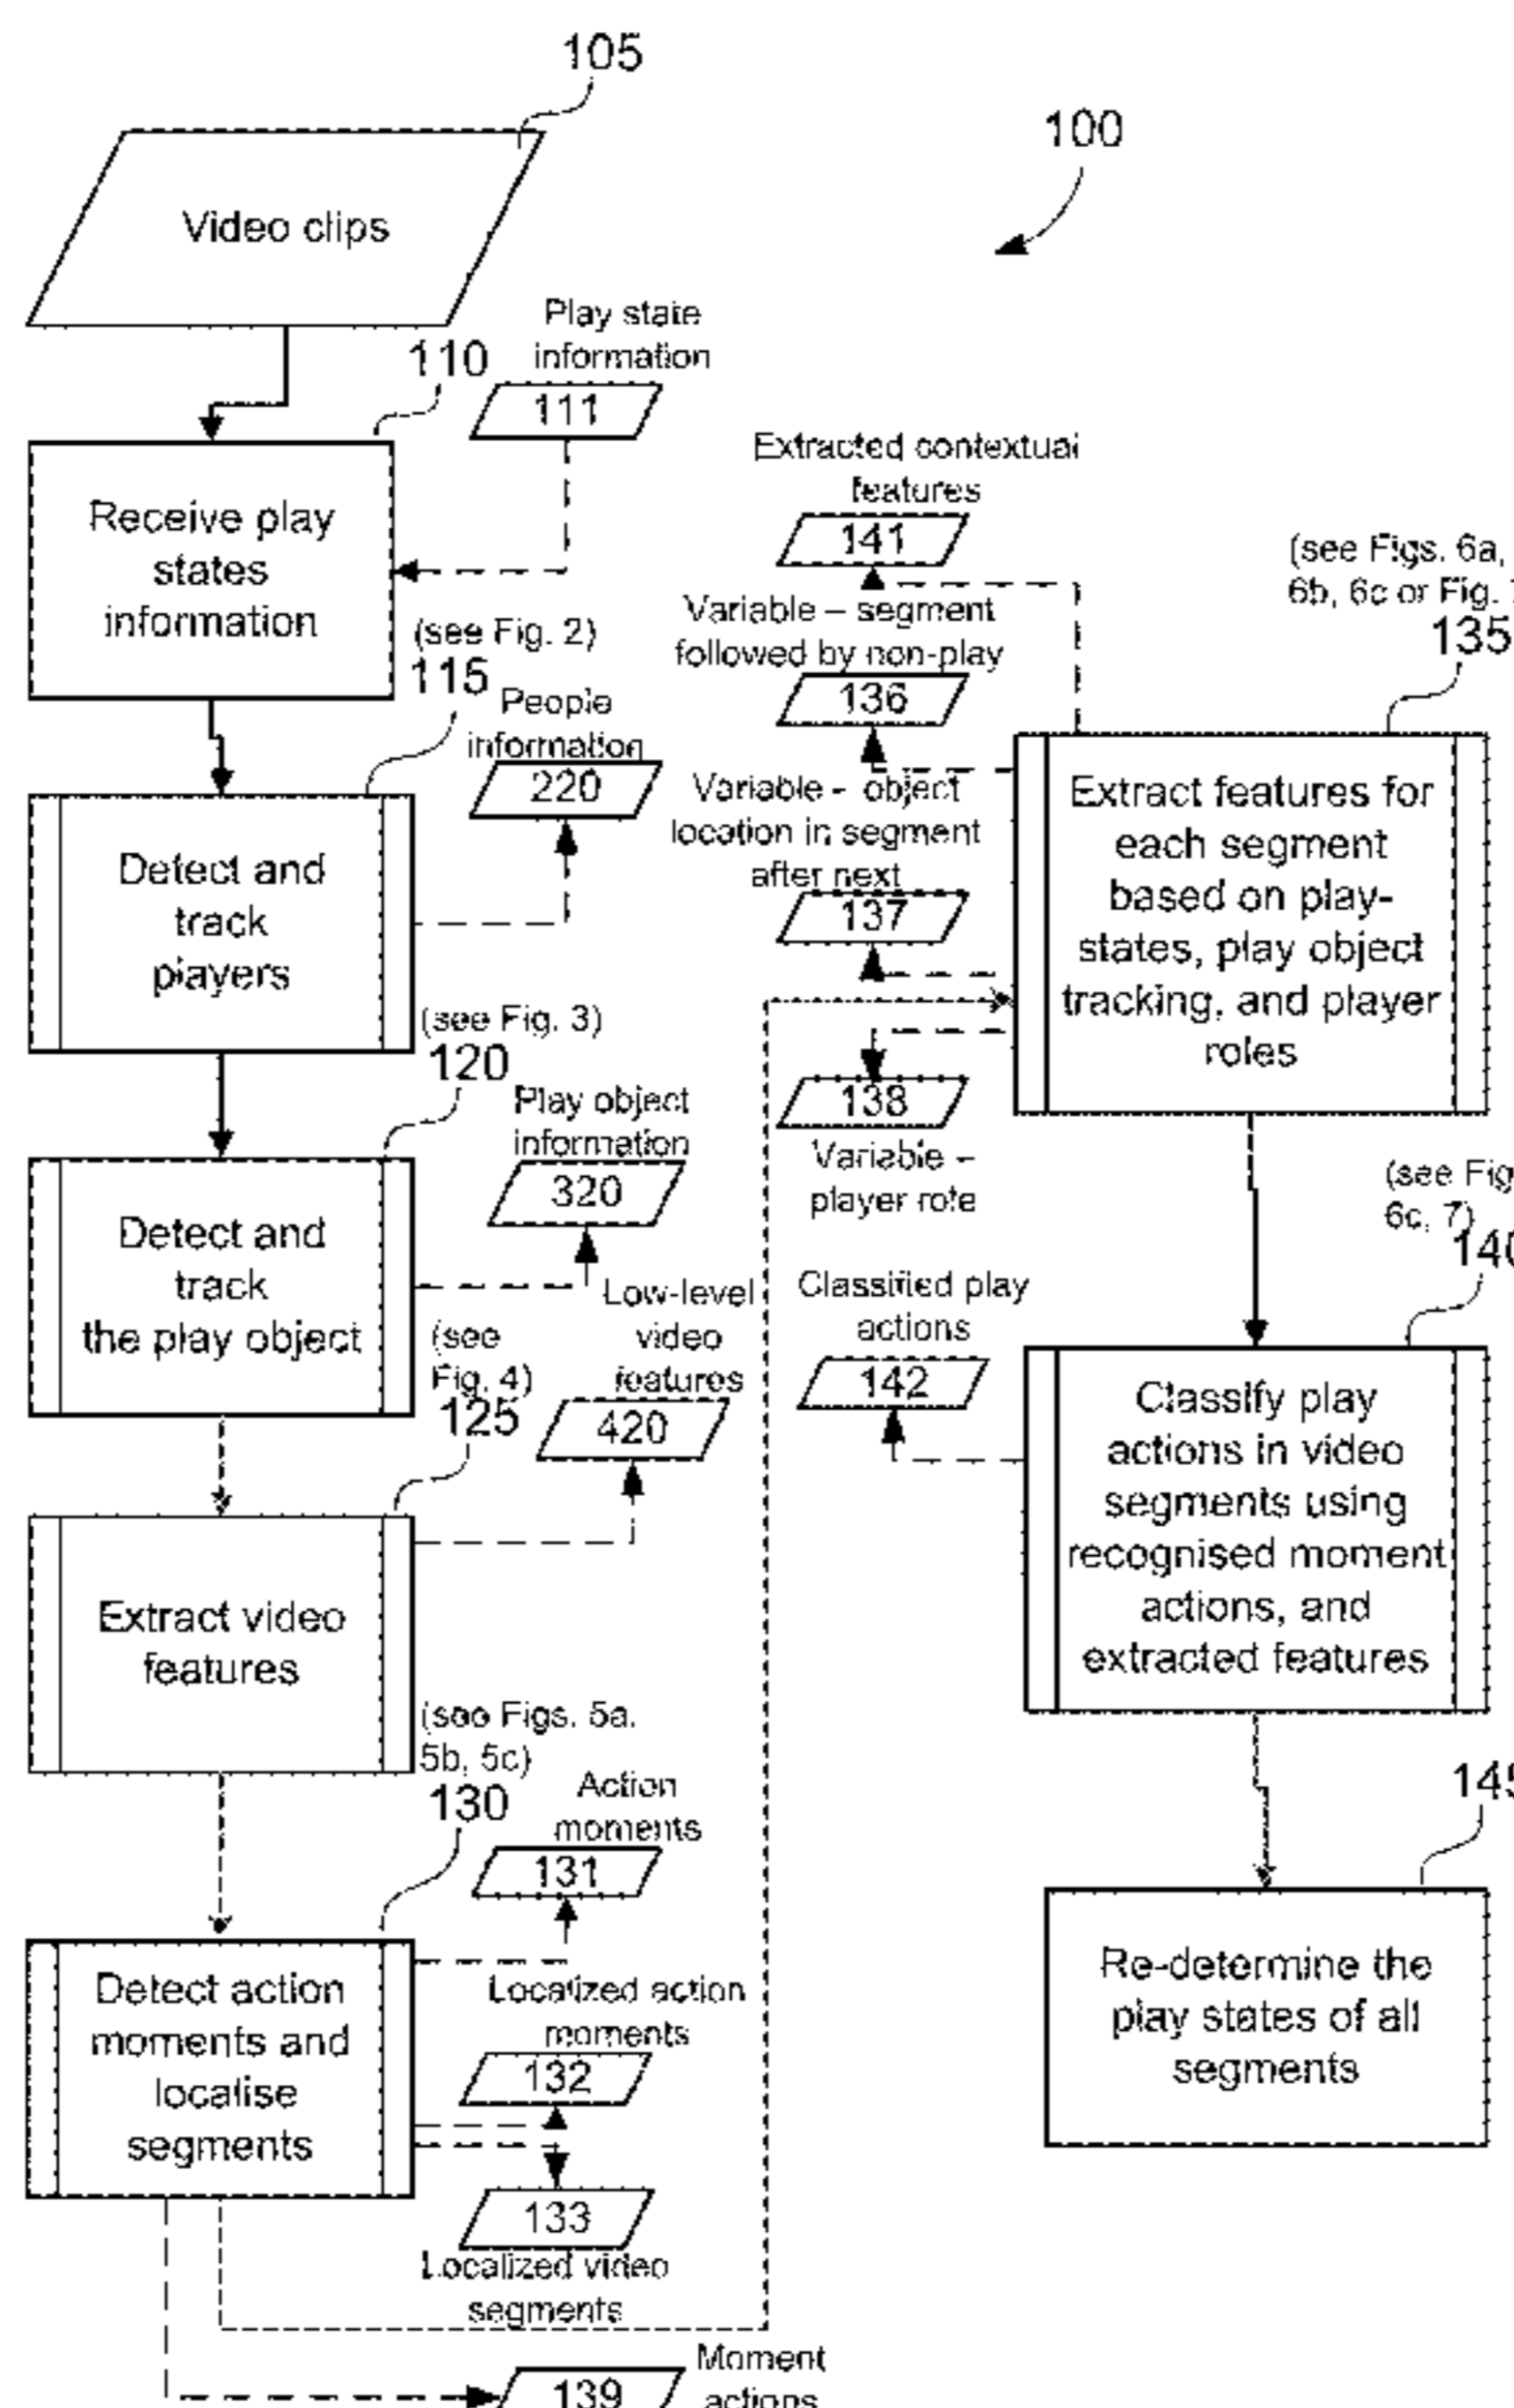 105
100
Video clips
Play state
information
110
111
Receive play
states
information
(see Fig. 2)
115
People
information
220
Detect and
track
players
(see Fig. 3)
120
Play object
information
320
Detect and
track
the play object
(see
Fig. 4)
125
Low-level
video
features
420
Extract video
features
(see Figs. 5a,
5b, 5c)
130
Action
moments
131
Detect action
moments and
localise
segments
Localized action
moments
132
133
Localized video
segments
Moment
actions
139
Extracted contextual
features
141
Variable – segment
followed by non-play
136
Variable – object
location in segment
after next
137
138
Variable –
player role
(see Figs. 6a,
6b, 6c or Fig.
135
Extract features for
each segment
based on play-
states, play object
tracking, and player
roles
(see Fig
6c, 7)
140
Classified play
actions
142
Classify play
actions in video
segments using
recognised moment
actions, and
extracted features
145
Re-determine the
play states of all
segments